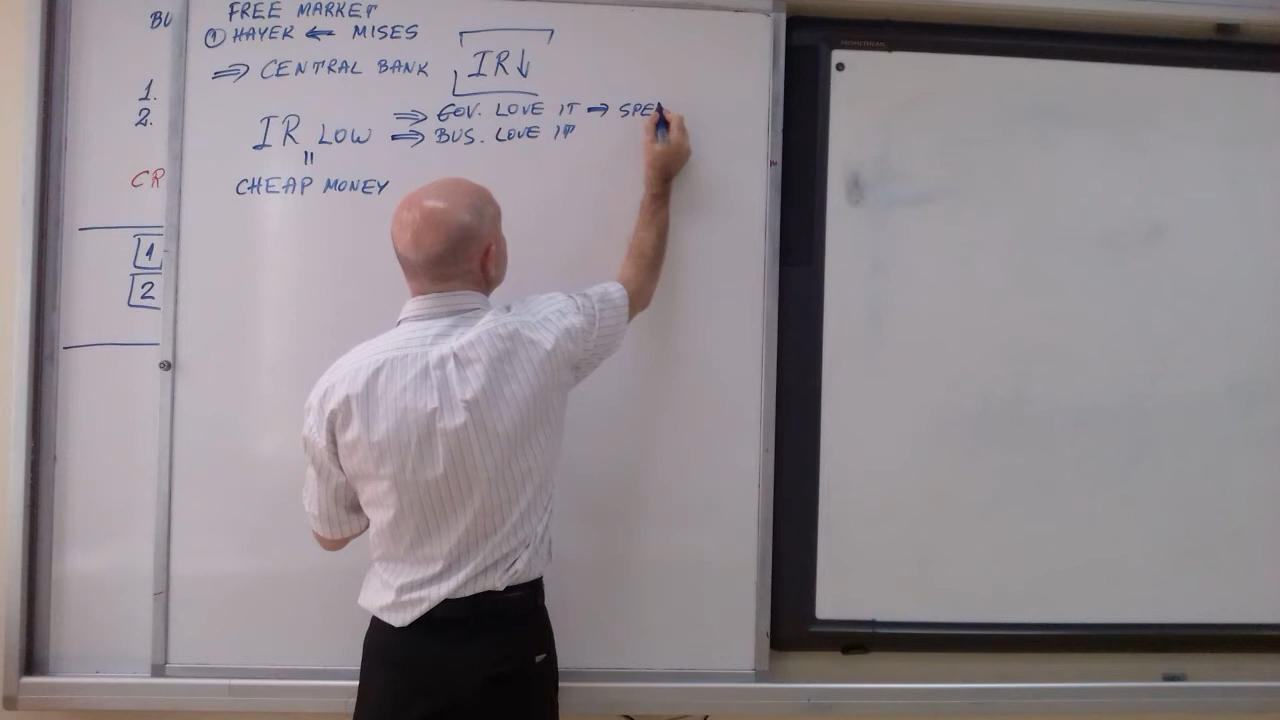 FREE MARKET
① HAYEK ← MISES
⇒ CENTRAL BANK
IR↓
IR LOW
⇒ GOV. LOVE IT → SPE
⇒ BUS. LOVE IT
=
CHEAP MONEY
BU
1.
2.
CR
1
2